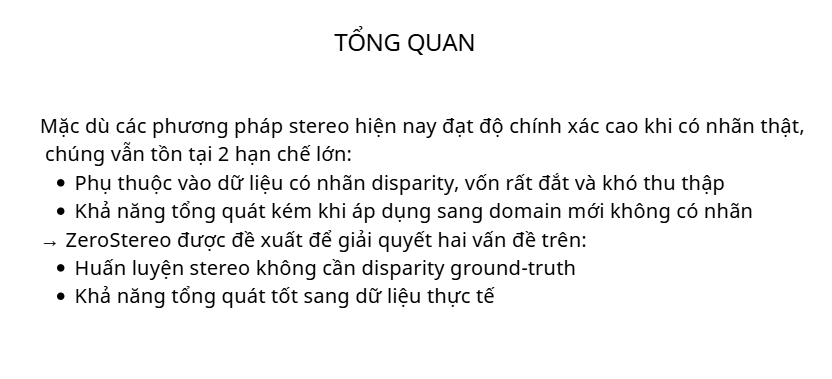 TỔNG QUAN
Mặc dù các phương pháp stereo hiện nay đạt độ chính xác cao khi có nhãn thật,
chúng vẫn tồn tại 2 hạn chế lớn:
• Phụ thuộc vào dữ liệu có nhãn disparity, vốn rất đắt và khó thu thập
• Khả năng tổng quát kém khi áp dụng sang domain mới không có nhãn
→ ZeroStereo được đề xuất để giải quyết hai vấn đề trên:
• Huấn luyện stereo không cần disparity ground-truth
• Khả năng tổng quát tốt sang dữ liệu thực tế